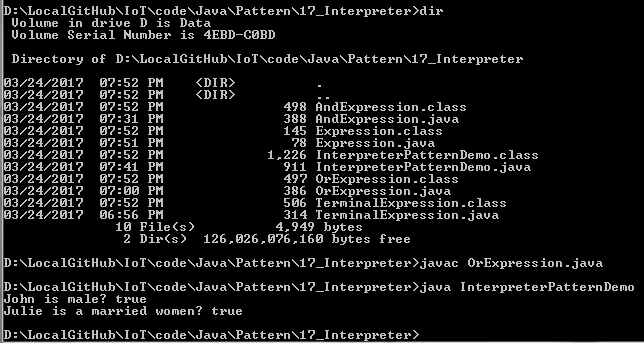 D:\LocalGitHub\IoT\code\Java\Pattern\17_Interpreter>dir
Volume in drive D is Data
Volume Serial Number is 4EBD-C0BD
Directory of D:\LocalGitHub\IoT\code\Java\Pattern\17_Interpreter
03/24/2017 07:52 PM <DIR> .
03/24/2017 07:52 PM <DIR> ..
03/24/2017 07:52 PM 498 AndExpression.class
03/24/2017 07:31 PM 388 AndExpression.java
03/24/2017 07:52 PM 145 Expression.class
03/24/2017 07:51 PM 78 Expression.java
03/24/2017 07:52 PM 1,226 InterpreterPatternDemo.class
03/24/2017 07:41 PM 911 InterpreterPatternDemo.java
03/24/2017 07:52 PM 497 OrExpression.class
03/24/2017 07:00 PM 386 OrExpression.java
03/24/2017 07:52 PM 506 TerminalExpression.class
03/24/2017 06:56 PM 314 TerminalExpression.java
10 File(s) 4,949 bytes
2 Dir(s) 126,026,076,160 bytes free
D:\LocalGitHub\IoT\code\Java\Pattern\17_Interpreter>javac OrExpression.java
D:\LocalGitHub\IoT\code\Java\Pattern\17_Interpreter>java InterpreterPatternDemo
John is male? true
Julie is a married women? true
D:\LocalGitHub\IoT\code\Java\Pattern\17_Interpreter>